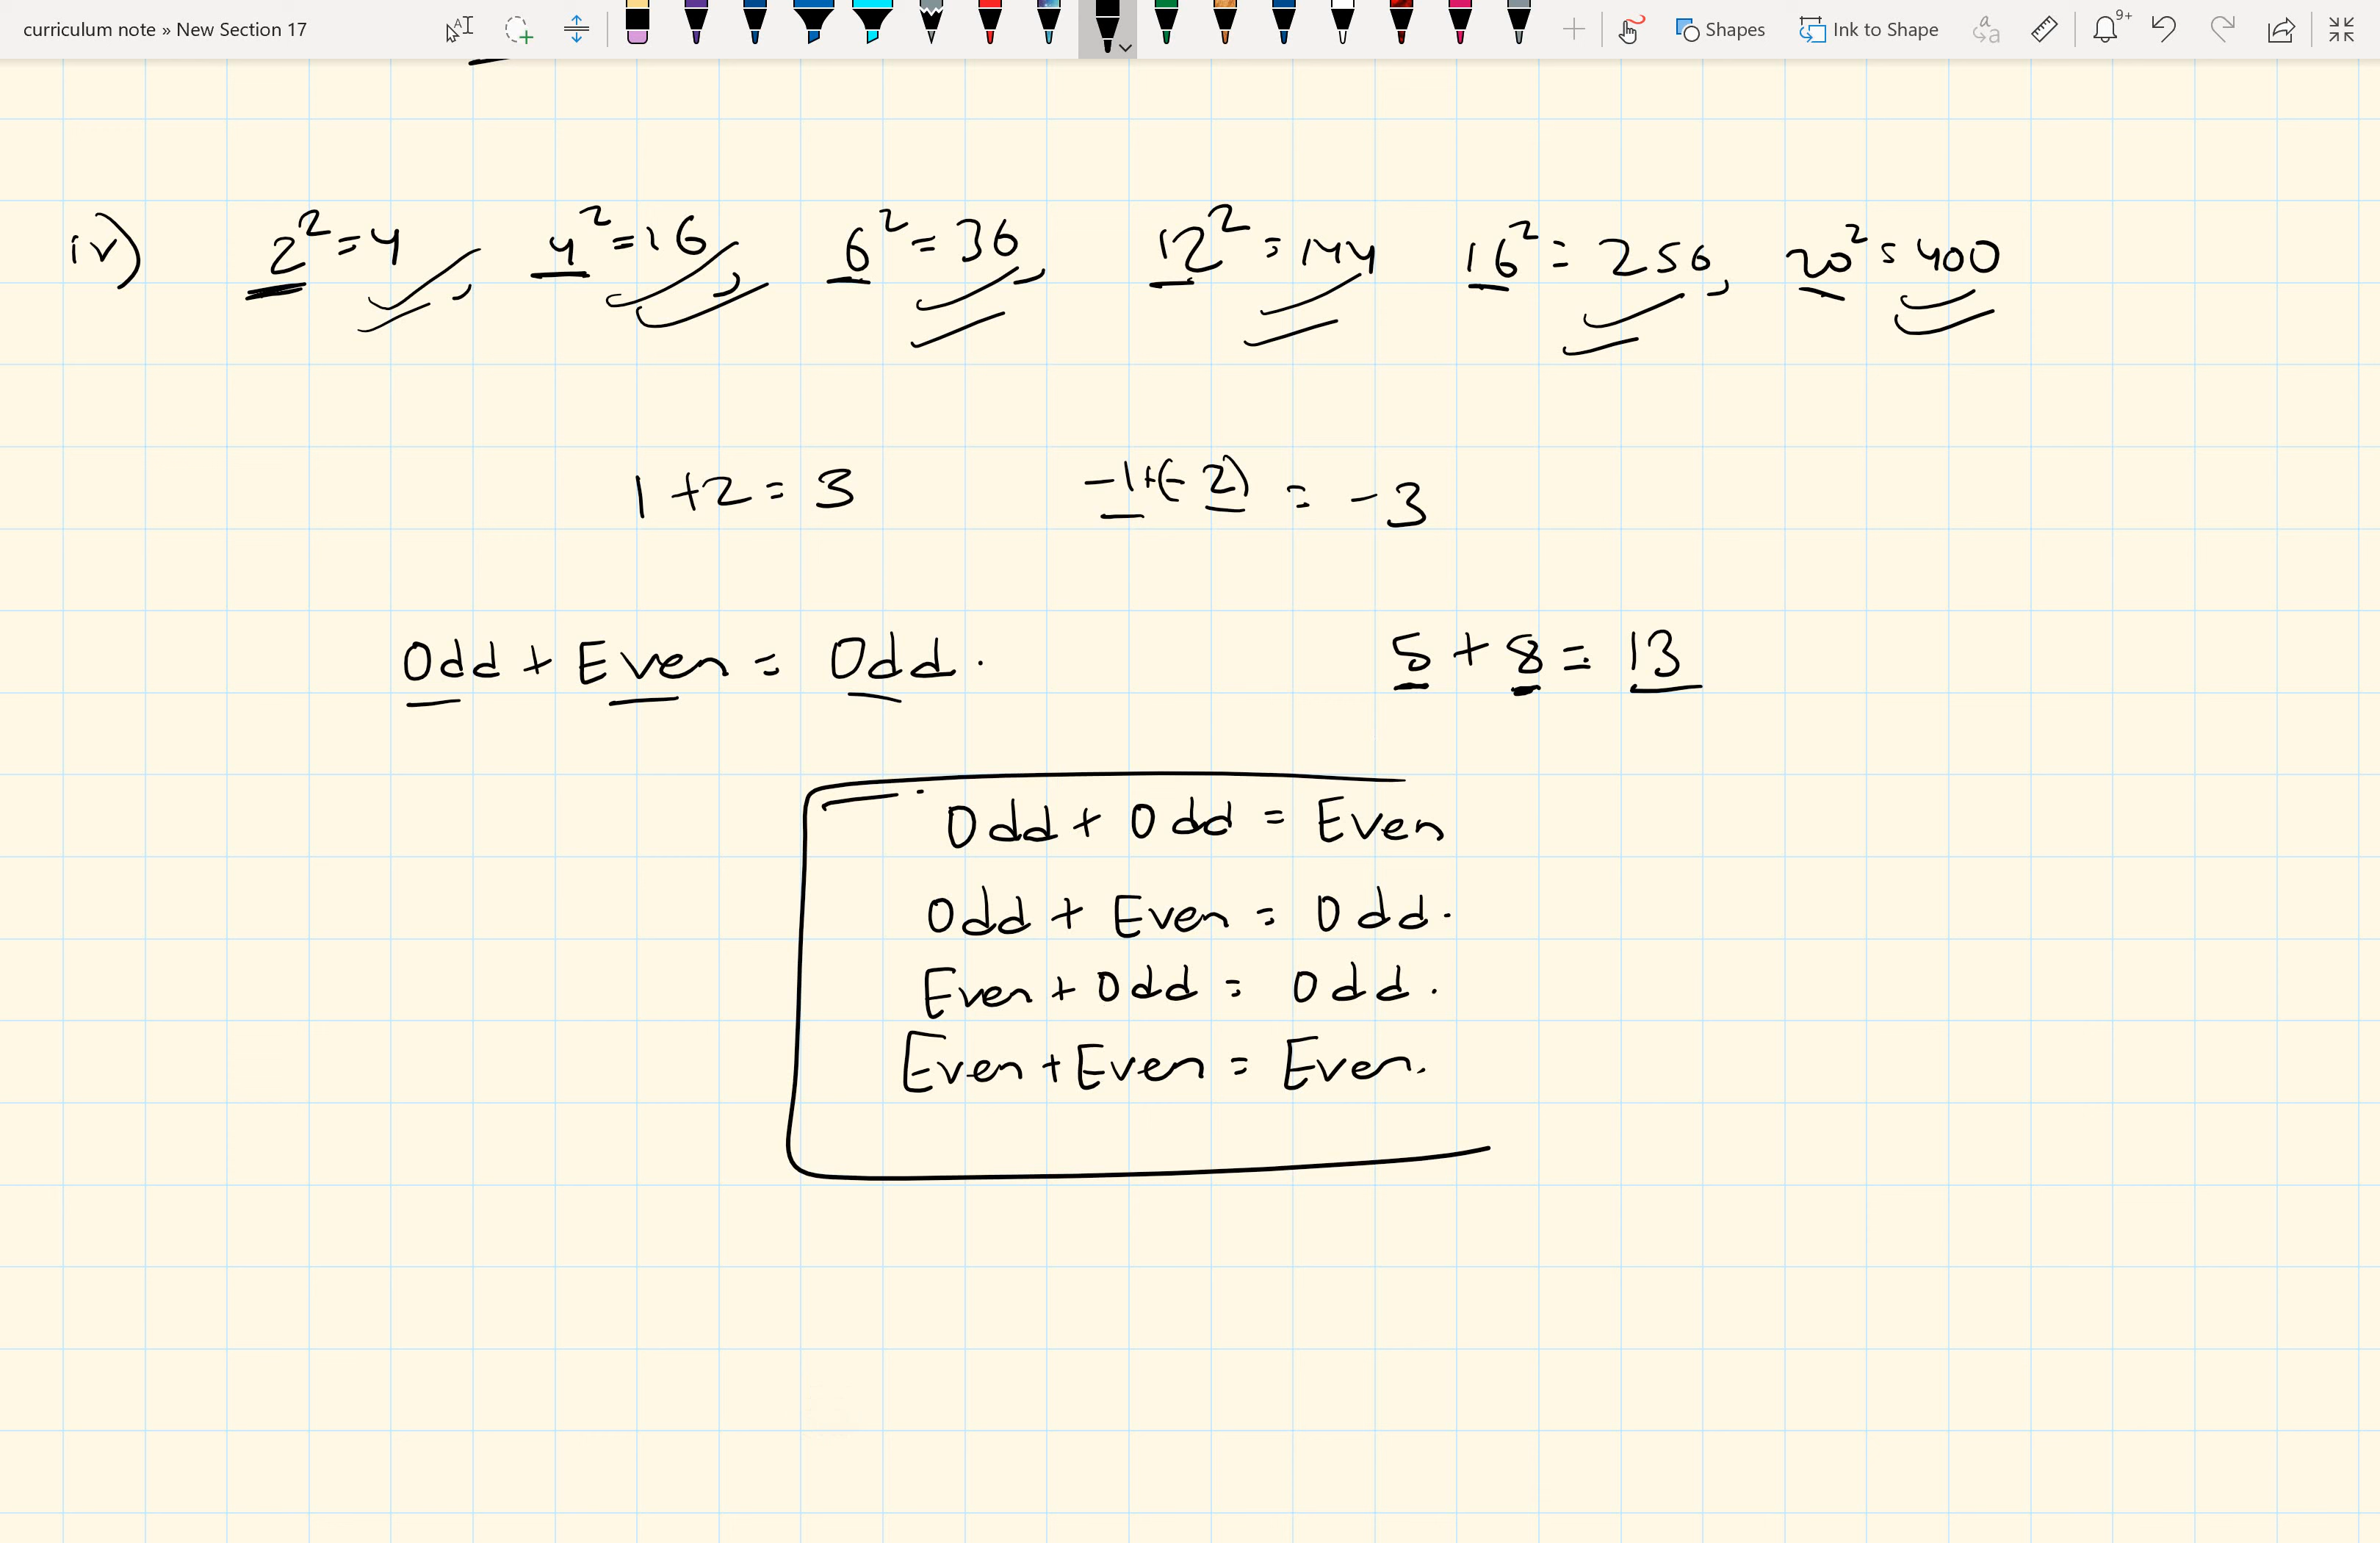 curriculum note » New Section 17
Shapes Ink to Shape 9+
iv) 2² = 4, 4² = 16, 6² = 36, 12² = 144 16² = 256, 20² = 400
1 + 2 = 3 -1 + (-2) = -3
Odd + Even = Odd. 5 + 8 = 13
Odd + Odd = Even
Odd + Even = Odd.
Even + Odd = Odd.
Even + Even = Even.